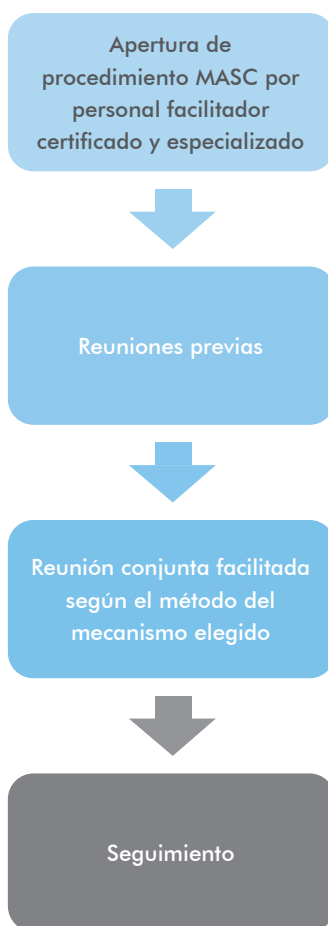 Apertura de
procedimiento MASC por
personal facilitador
certificado y especializado
Reuniones previas
Reunión conjunta facilitada
según el método del
mecanismo elegido
Seguimiento